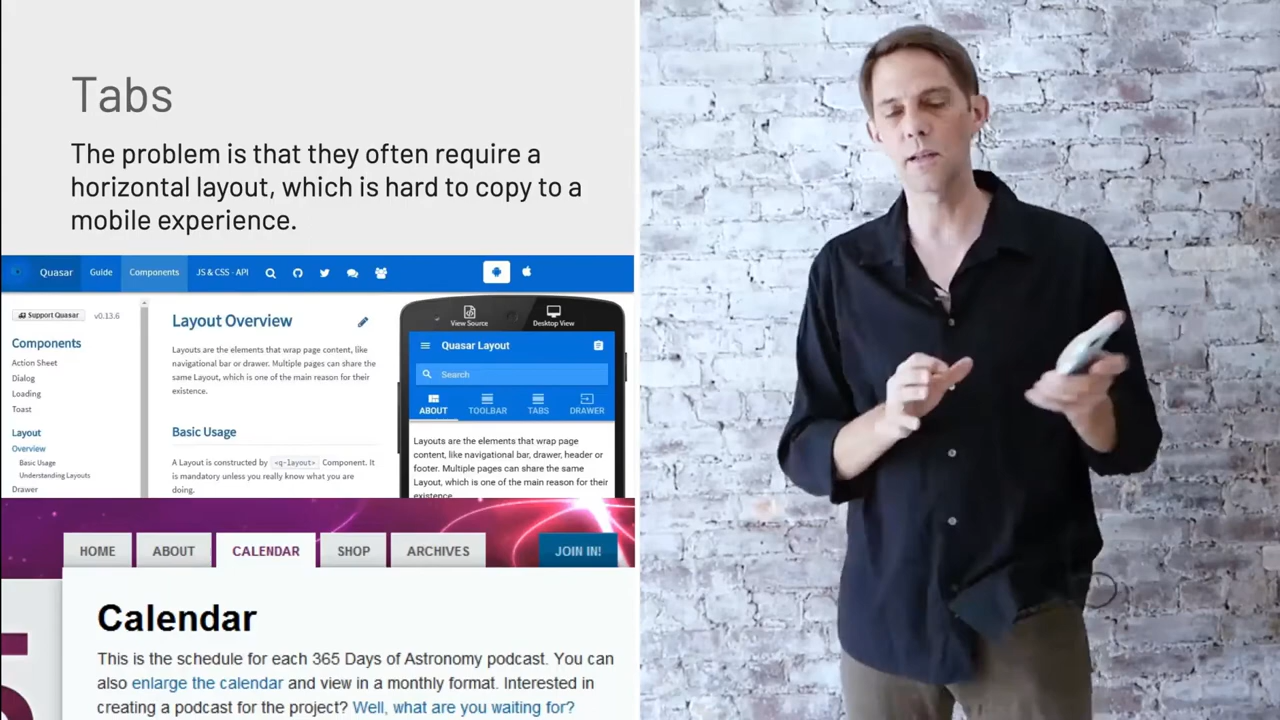 Tabs
The problem is that they often require a
horizontal layout, which is hard to copy to a
mobile experience.
Quasar Guide Components JS & CSS - API
Support Quasar v0.13.6
Components
Action Sheet
Dialog
Loading
Toast
Layout
Overview
Basic Usage
Understanding Layouts
Drawer
Layout Overview
Layouts are the elements that wrap page content, like
navigational bar or drawer. Multiple pages can share the
same Layout, which is one of the main reason for their
existence.
Basic Usage
A Layout is constructed by <q-layout> Component. It
is mandatory unless you really know what you are
doing.
View Source Desktop View
Quasar Layout
Search
ABOUT TOOLBAR TABS DRAWER
Layouts are the elements that wrap page
content, like navigational bar, drawer, header or
footer. Multiple pages can share the same
Layout, which is one of the main reason for their
existence.
HOME ABOUT CALENDAR SHOP ARCHIVES JOIN IN!
Calendar
This is the schedule for each 365 Days of Astronomy podcast. You can
also enlarge the calendar and view in a monthly format. Interested in
creating a podcast for the project? Well, what are you waiting for?